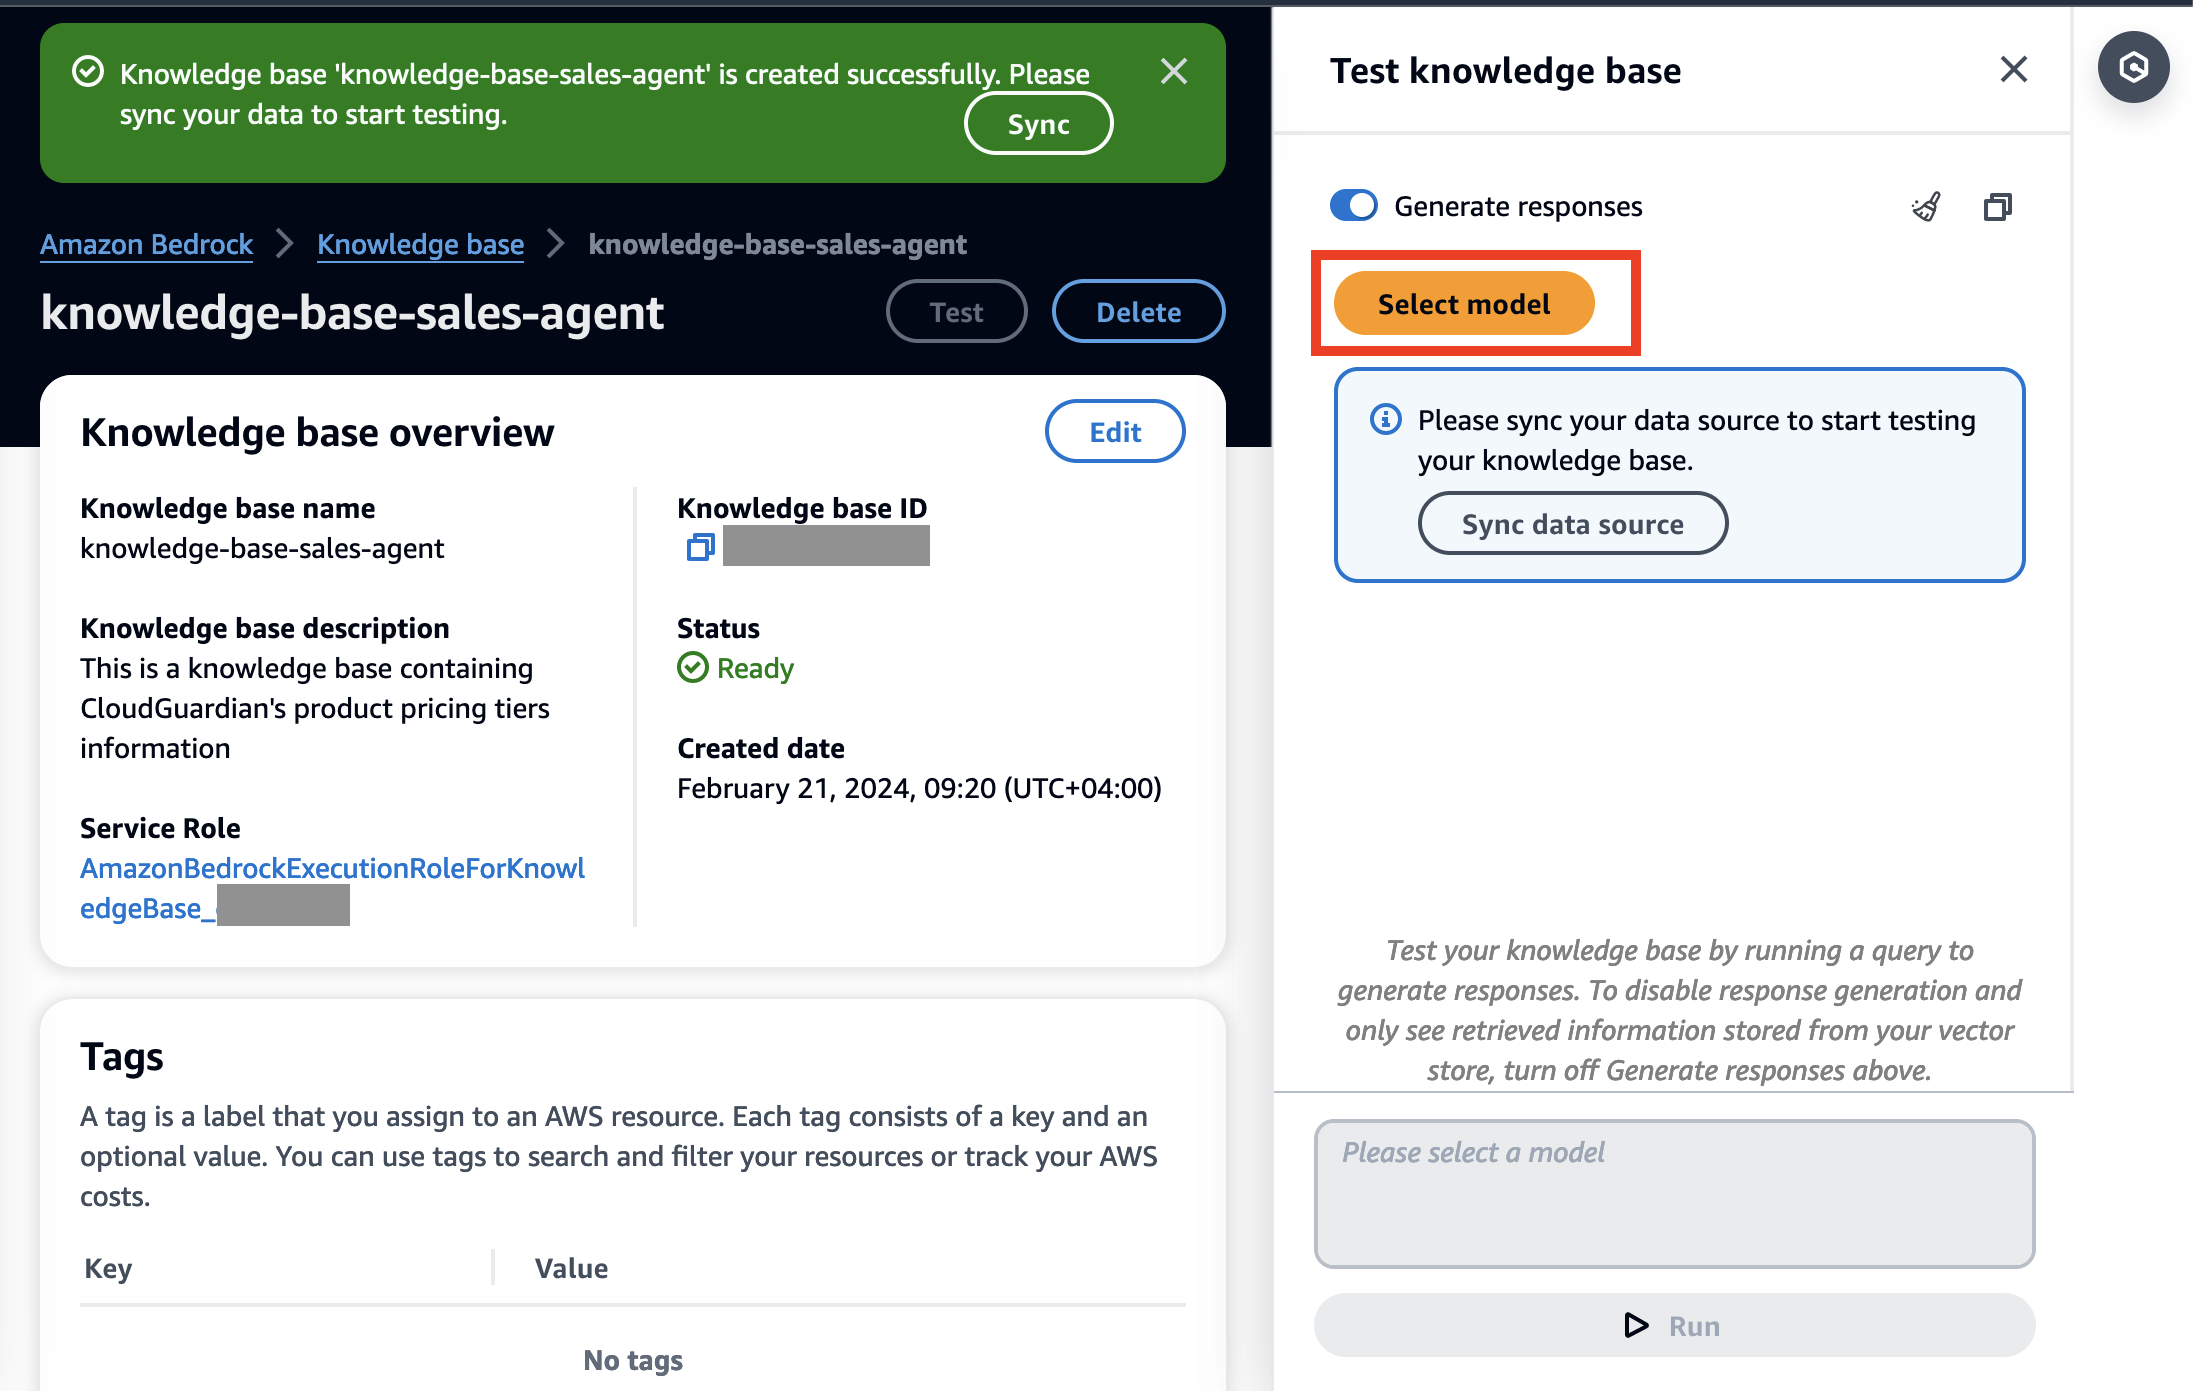 Knowledge base 'knowledge-base-sales-agent' is created successfully. Please
sync your data to start testing.
Sync
Amazon Bedrock
Knowledge base
knowledge-base-sales-agent
knowledge-base-sales-agent
Test
Delete
Knowledge base overview
Edit
Knowledge base name
knowledge-base-sales-agent
Knowledge base description
This is a knowledge base containing
CloudGuardian's product pricing tiers
information
Service Role
AmazonBedrockExecutionRoleForKnowl
edgeBase_
Knowledge base ID
Status
Ready
Created date
February 21, 2024, 09:20 (UTC+04:00)
Tags
A tag is a label that you assign to an AWS resource. Each tag consists of a key and an
optional value. You can use tags to search and filter your resources or track your AWS
costs.
Key
Value
No tags
Test knowledge base
Generate responses
Select model
Please sync your data source to start testing
your knowledge base.
Sync data source
Test your knowledge base by running a query to
generate responses. To disable response generation and
only see retrieved information stored from your vector
store, turn off Generate responses above.
Please select a model
Run